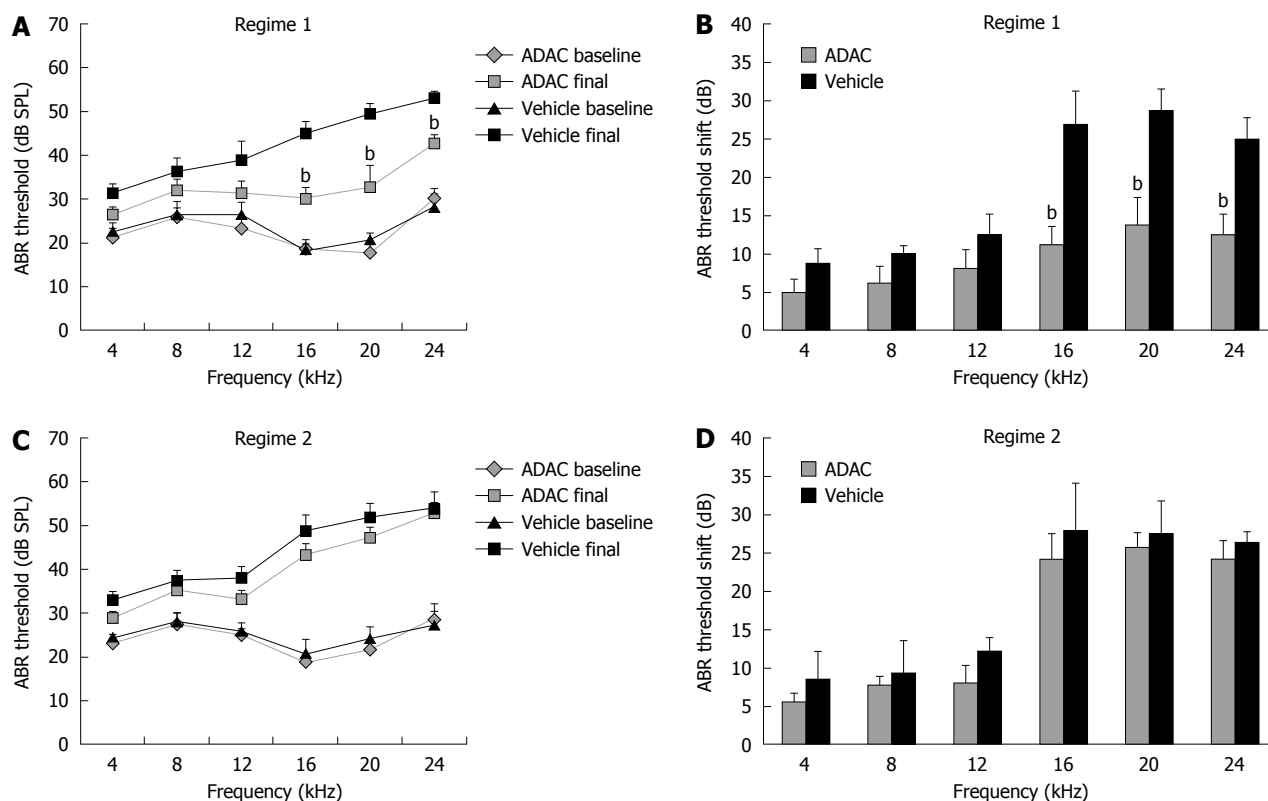 A
Regime 1
ABR threshold (dB SPL)
70
60
50
40
30
20
10
0
b
b
b
4 8 12 16 20 24
Frequency (kHz)
ADAC baseline
ADAC final
Vehicle baseline
Vehicle final
B
Regime 1
ABR threshold shift (dB)
40
35
30
25
20
15
10
5
0
ADAC
Vehicle
b
b
b
4 8 12 16 20 24
Frequency (kHz)
C
Regime 2
ABR threshold (dB SPL)
70
60
50
40
30
20
10
0
4 8 12 16 20 24
Frequency (kHz)
ADAC baseline
ADAC final
Vehicle baseline
Vehicle final
D
Regime 2
ABR threshold shift (dB)
40
35
30
25
20
15
10
5
0
ADAC
Vehicle
4 8 12 16 20 24
Frequency (kHz)